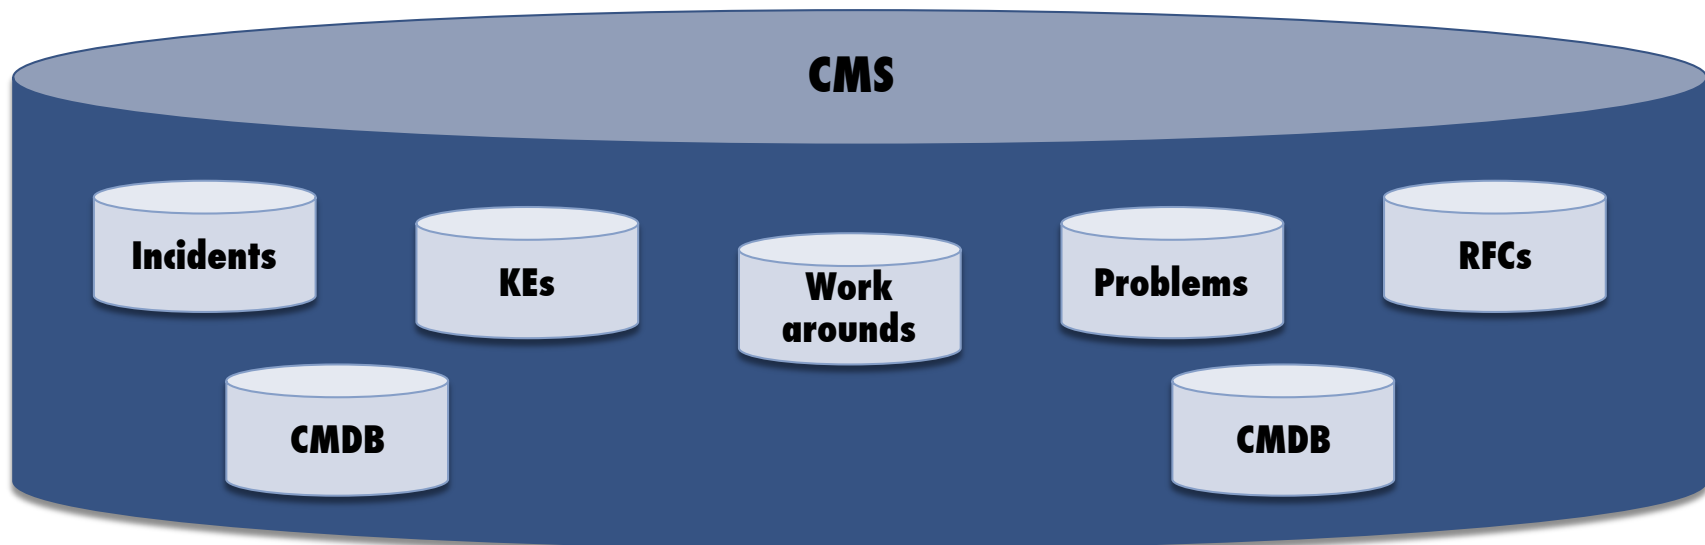 CMS
Incidents
KEs
Work
arounds
Problems
RFCs
CMDB
CMDB